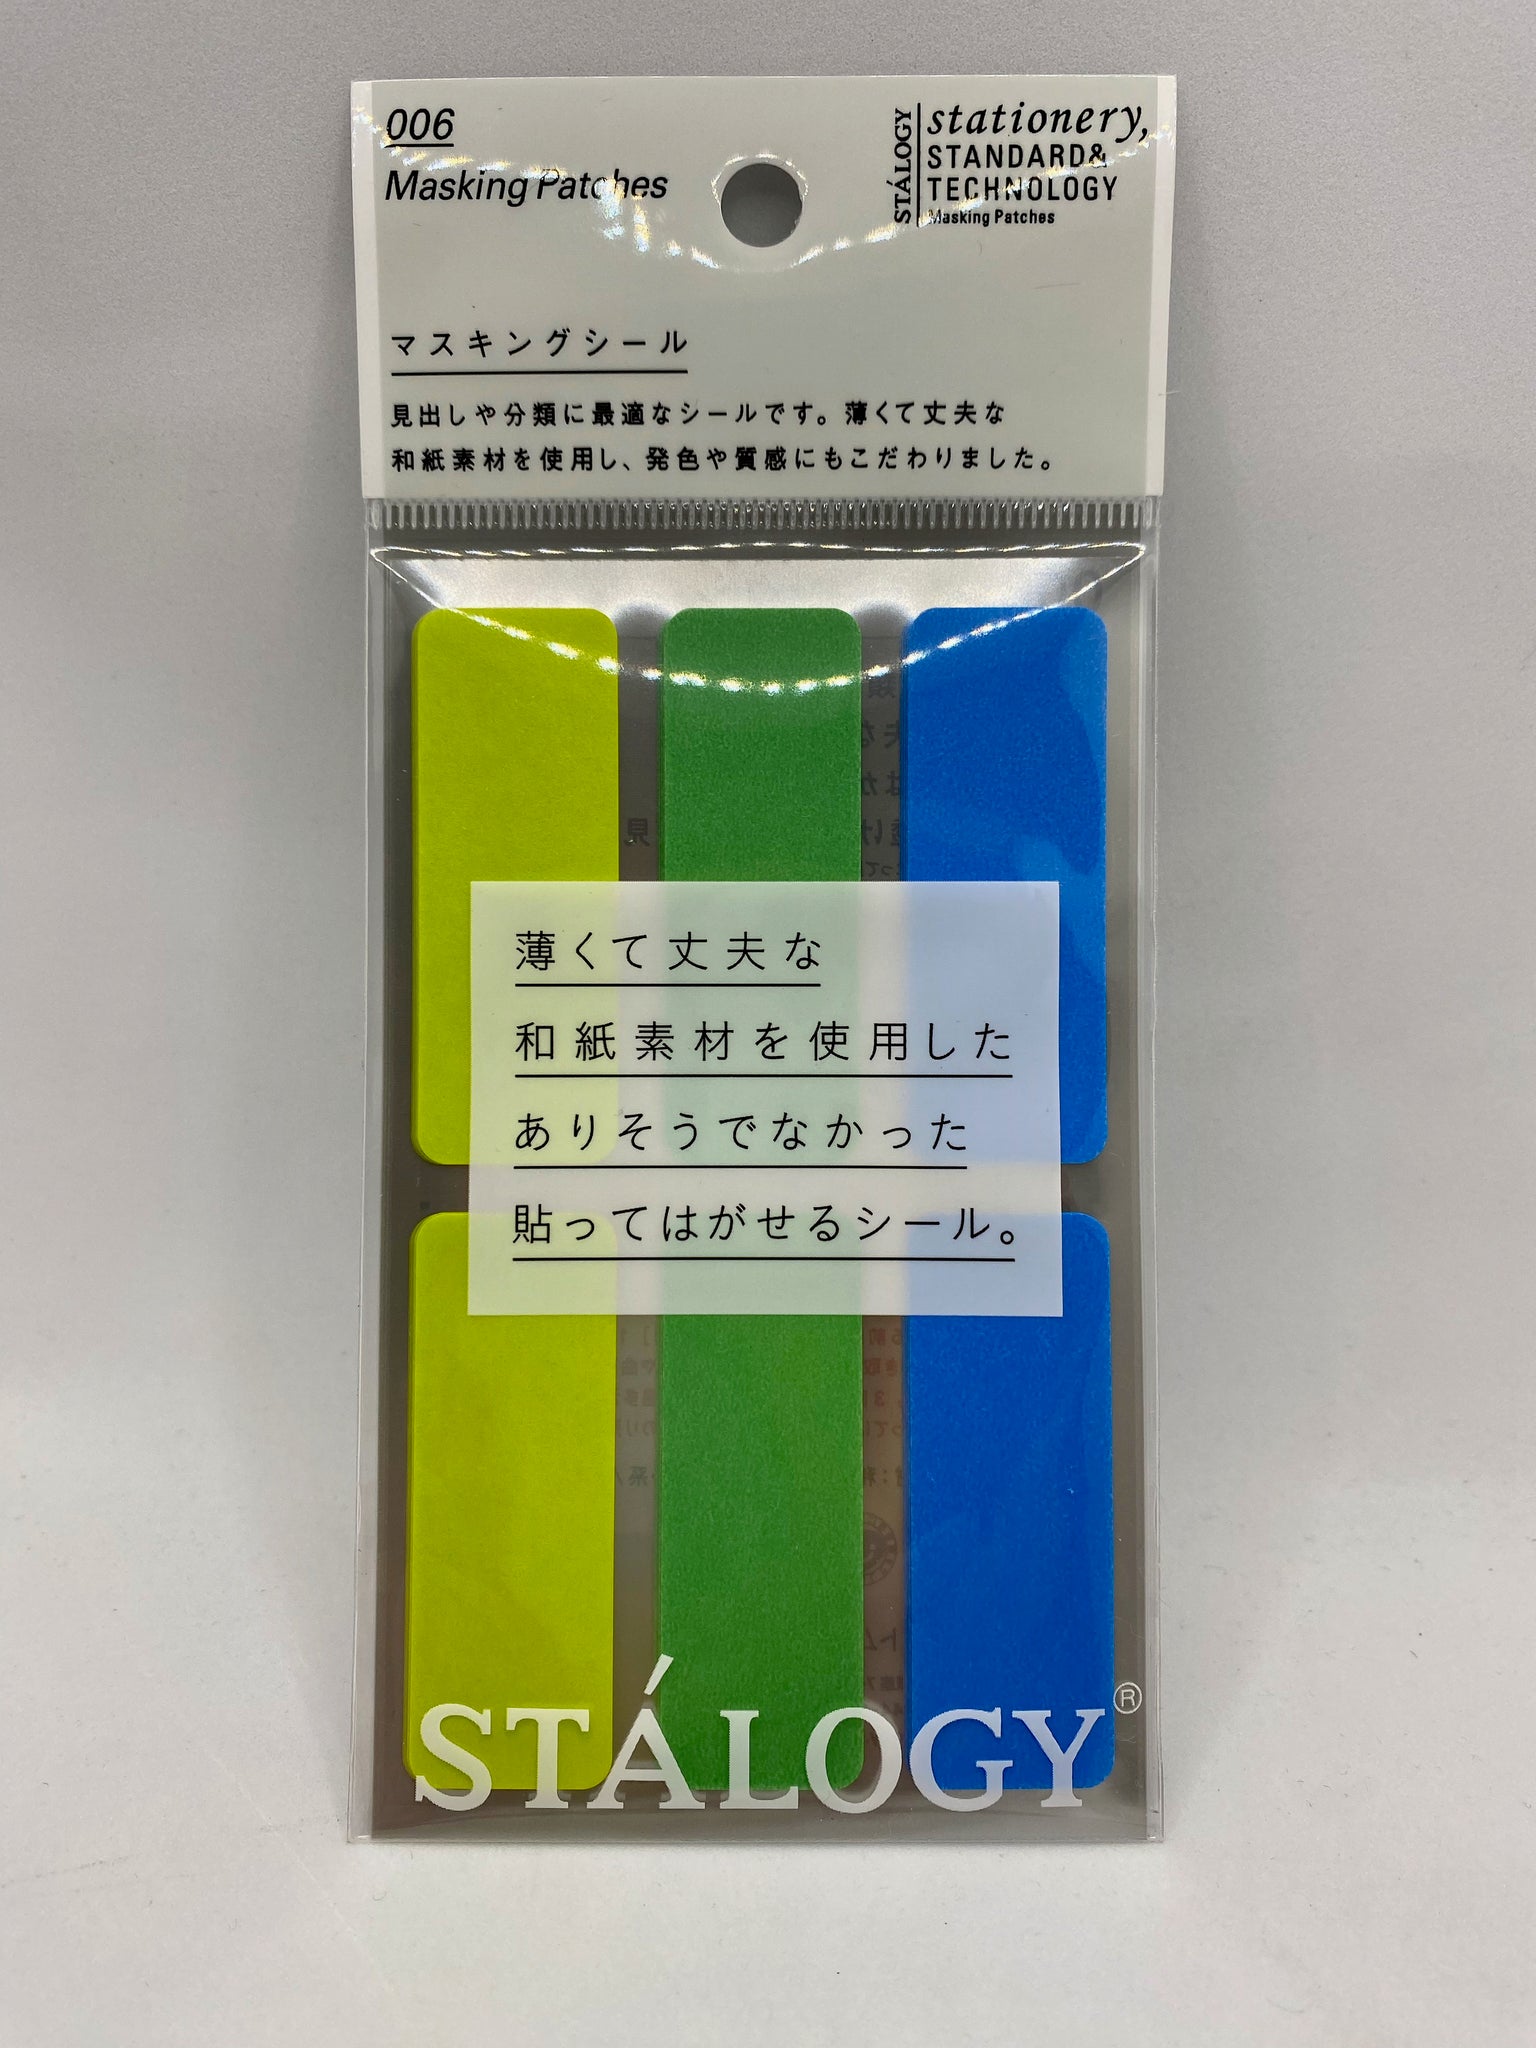 006
Masking Patches
STÁLOGY
stationery,
STANDARD&
TECHNOLOGY
Masking Patches
マスキングシール
見出しや分類に最適なシールです。薄くて丈夫な
和紙素材を使用し、発色や質感にもこだわりました。
薄くて丈夫な
和紙素材を使用した
ありそうでなかった
貼ってはがせるシール。
STÁLOGY®